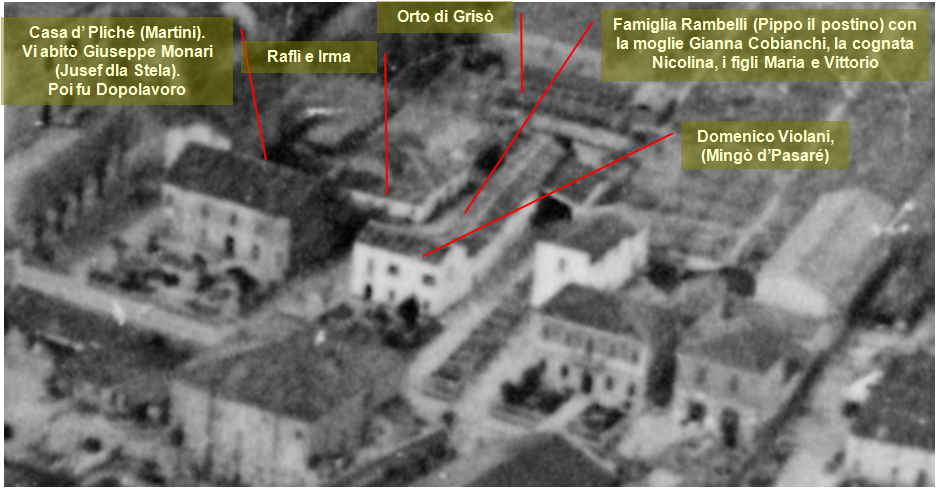 Casa d' Pliché (Martini).
Vi abitò Giuseppe Monari
(Jusef dla Stela).
Poi fu Dopolavoro
Raflì e Irma
Orto di Grisò
Famiglia Rambelli (Pippo il postino) con
la moglie Gianna Cobianchi, la cognata
Nicolina, i figli Maria e Vittorio
Domenico Violani,
(Mingò d'Pasaré)